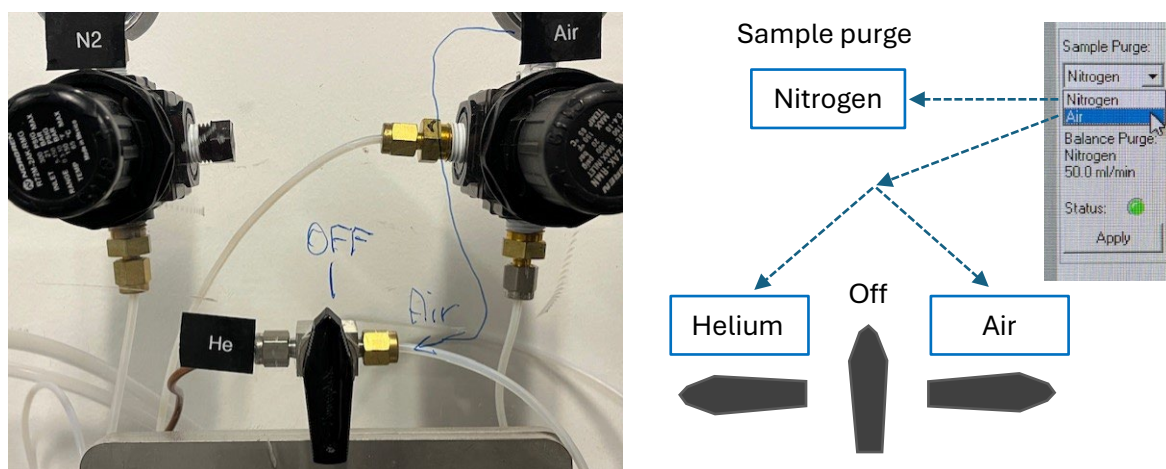 N2
Air
OFF
Air
He
Sample purge
Nitrogen
Helium
Off
Air
Sample Purge:
Nitrogen
Nitrogen
Air
Balance Purge:
Nitrogen
50.0 ml/min
Status:
Apply